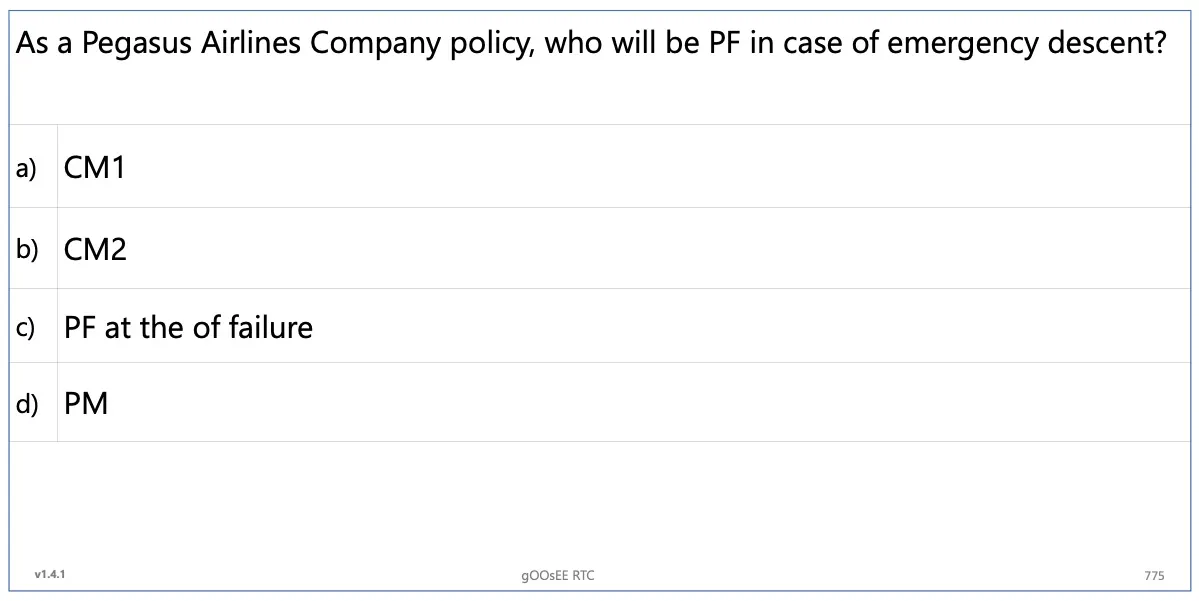 As a Pegasus Airlines Company policy, who will be PF in case of emergency descent?
a) CM1
b) CM2
c) PF at the of failure
d) PM
v1.4.1 gOOsEE RTC 775